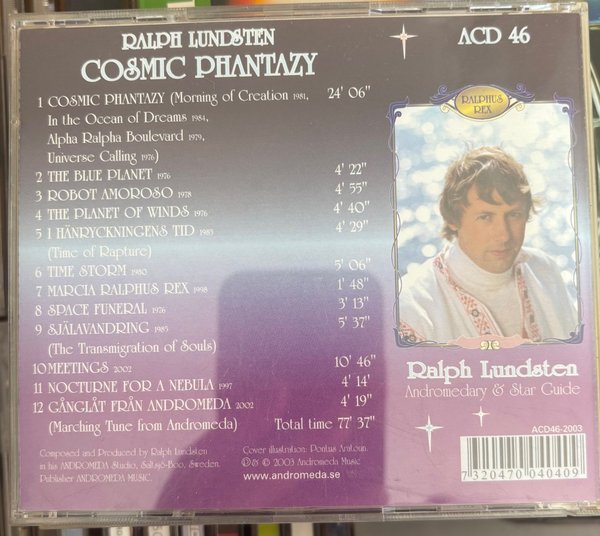 RALPH LUNDSTEN
COSMIC PHANTAZY
ACD 46
1 COSMIC PHANTAZY (Morning of Creation 1981, 24' 06"
In the Ocean of Dreams 1984,
Alpha Ralpha Boulevard 1979,
Universe Calling 1976)
2 THE BLUE PLANET 1976 4' 22"
3 ROBOT AMOROSO 1978 4' 55"
4 THE PLANET OF WINDS 1976 4' 40"
5 I HÄNRYCKNINGENS TID 1985 4' 29"
(Time of Rapture)
6 TIME STORM 1980 5' 06"
7 MARCIA RALPHUS REX 1998 1' 48"
8 SPACE FUNERAL 1976 3' 13"
9 SJÄLAVANDRING 1985 5' 37"
(The Transmigration of Souls)
10 MEETINGS 2002 10' 46"
11 NOCTURNE FOR A NEBULA 1997 4' 14'
12 GÅNGLÅT FRÅN ANDROMEDA 2002 4' 19"
(Marching Tune from Andromeda) Total time 77' 37"
Composed and Produced by Ralph Lundsten
in his ANDROMEDA Studio, Saltsjö-Boo, Sweden.
Publisher ANDROMEDA MUSIC.
Cover illustration: Pontus Aratoun.
℗ © 2003 Andromeda Music
www.andromeda.se
RALPHUS
REX
Ralph Lundsten
Andromedary & Star Guide
ACD46-2003
7 320470 040409